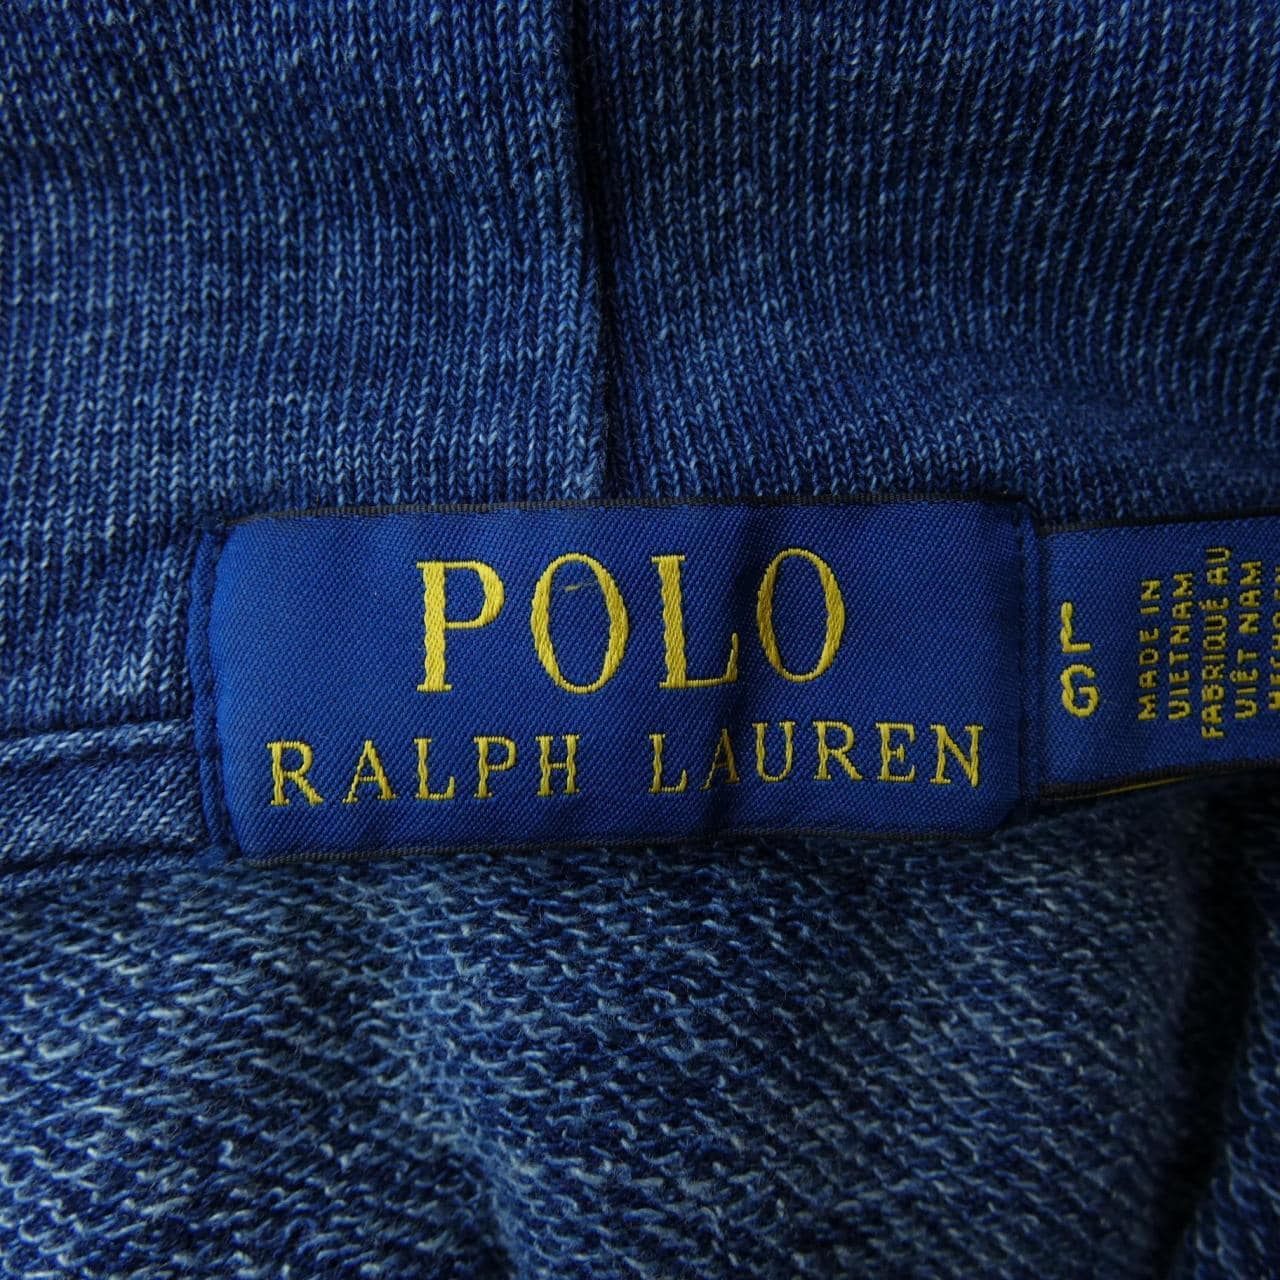 POLO
RALPH LAUREN
L
G
MADE IN
VIETNAM
FABRIQUÉ AU
VIÊT NAM